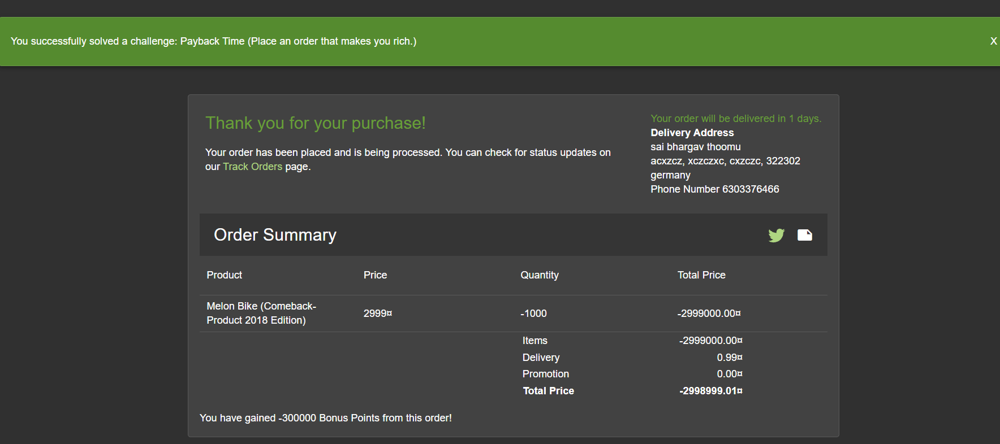 You successfully solved a challenge: Payback Time (Place an order that makes you rich.)
X
Thank you for your purchase!
Your order has been placed and is being processed. You can check for status updates on
our Track Orders page.
Your order will be delivered in 1 days.
Delivery Address
sai bhargav thoomu
acxzcz, xczczxc, cxzczc, 322302
germany
Phone Number 6303376466
Order Summary
Product Price Quantity Total Price
Melon Bike (Comeback-
Product 2018 Edition) 2999¤ -1000 -2999000.00¤
Items -2999000.00¤
Delivery 0.99¤
Promotion 0.00¤
Total Price -2998999.01¤
You have gained -300000 Bonus Points from this order!